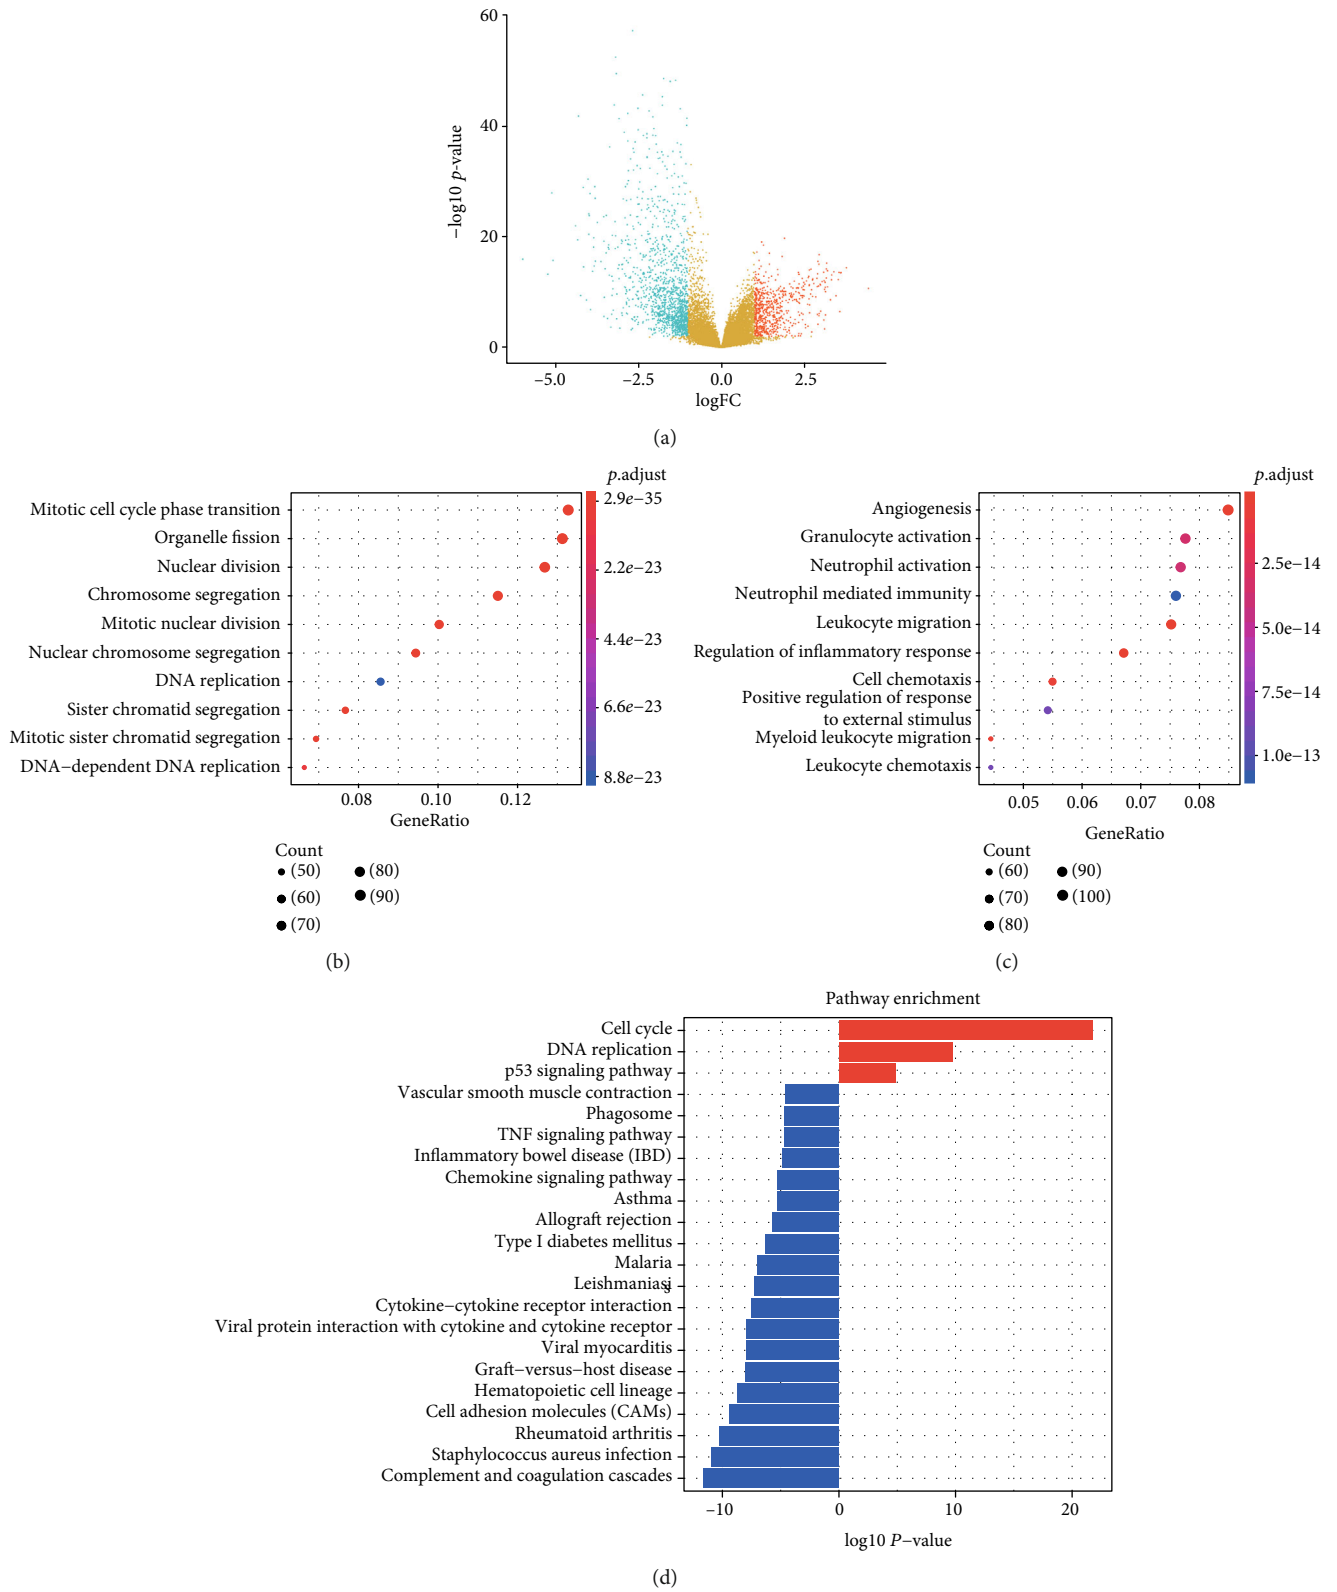 60
40
20
0
−log10 p-value
−5.0
−2.5
0.0
2.5
logFC
(a)
Mitotic cell cycle phase transition
Organelle fission
Nuclear division
Chromosome segregation
Mitotic nuclear division
Nuclear chromosome segregation
DNA replication
Sister chromatid segregation
Mitotic sister chromatid segregation
DNA−dependent DNA replication
0.08
0.10
0.12
GeneRatio
p.adjust
2.9e−35
2.2e−23
4.4e−23
6.6e−23
8.8e−23
Count
(50)
(60)
(70)
(80)
(90)
(b)
Angiogenesis
Granulocyte activation
Neutrophil activation
Neutrophil mediated immunity
Leukocyte migration
Regulation of inflammatory response
Cell chemotaxis
Positive regulation of response
to external stimulus
Myeloid leukocyte migration
Leukocyte chemotaxis
0.05
0.06
0.07
0.08
GeneRatio
p.adjust
2.5e−14
5.0e−14
7.5e−14
1.0e−13
Count
(60)
(70)
(80)
(90)
(100)
(c)
Pathway enrichment
Cell cycle
DNA replication
p53 signaling pathway
Vascular smooth muscle contraction
Phagosome
TNF signaling pathway
Inflammatory bowel disease (IBD)
Chemokine signaling pathway
Asthma
Allograft rejection
Type I diabetes mellitus
Malaria
Leishmaniasis
Cytokine−cytokine receptor interaction
Viral protein interaction with cytokine and cytokine receptor
Viral myocarditis
Graft−versus−host disease
Hematopoietic cell lineage
Cell adhesion molecules (CAMs)
Rheumatoid arthritis
Staphylococcus aureus infection
Complement and coagulation cascades
−10
0
10
20
log10 P−value
(d)